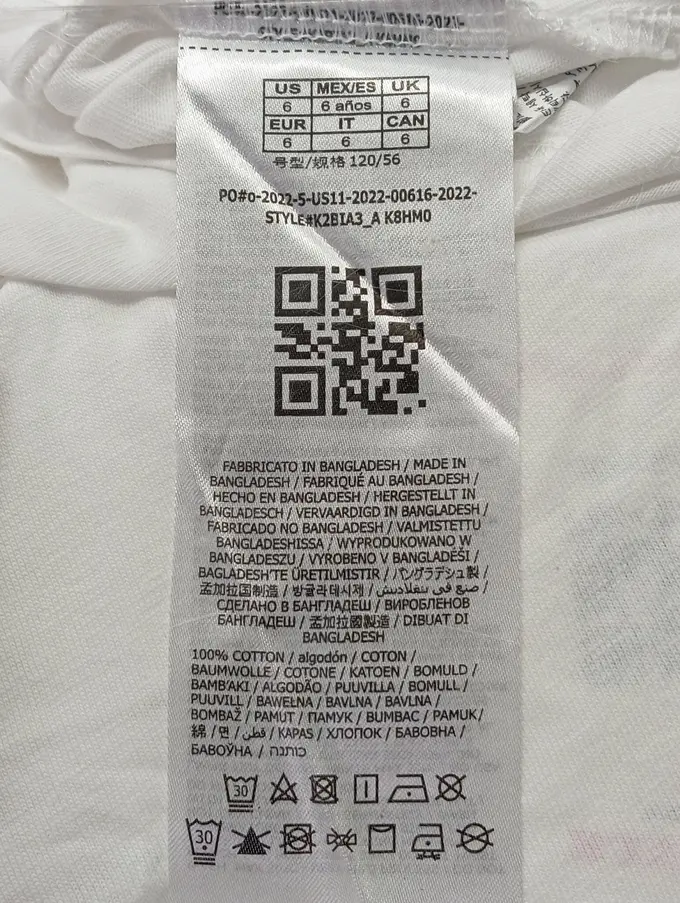 US MEX/ES UK
6 6 años 6
EUR IT CAN
6 6 6
号型/规格 120/56
PO#0-2022-5-US11-2022-00616-2022-
STYLE#K2BIA3_A K8HM0
FABBRICATO IN BANGLADESH / MADE IN
BANGLADESH / FABRIQUÉ AU BANGLADESH /
HECHO EN BANGLADESH / HERGESTELLT IN
BANGLADESCH / VERVAARDIGD IN BANGLADESH /
FABRICADO NO BANGLADESH / VALMISTETTU
BANGLADESHISSA / WYPRODUKOWANO W
BANGLADESZU / VYROBENO V BANGLADÉŠI /
BAGLADESH'TE ÜRETILMISTIR / バングラデシュ製 /
孟加拉国制造 / 방글라데시제 / صنع في بنغلاديش /
СДЕЛАНО В БАНГЛАДЕШ / ВИРОБЛЕНОВ
БАНГЛАДЕШ / 孟加拉國製造 / DIBUAT DI
BANGLADESH
100% COTTON / algodón / COTON /
BAUMWOLLE / COTONE / KATOEN / BOMULD /
BAMB'AKI / ALGODÃO / PUUVILLA / BOMULL /
PUUVILL / BAWEŁNA / BAVLNA / BAVLNA /
BOMBAŽ / PAMUT / ПАМУК / BUMBAC / PAMUK/
綿 / 면 / قطن / KAPAS / ХЛОПОК / БАВОВНА /
БАВОЎНА / כותנה
30
30